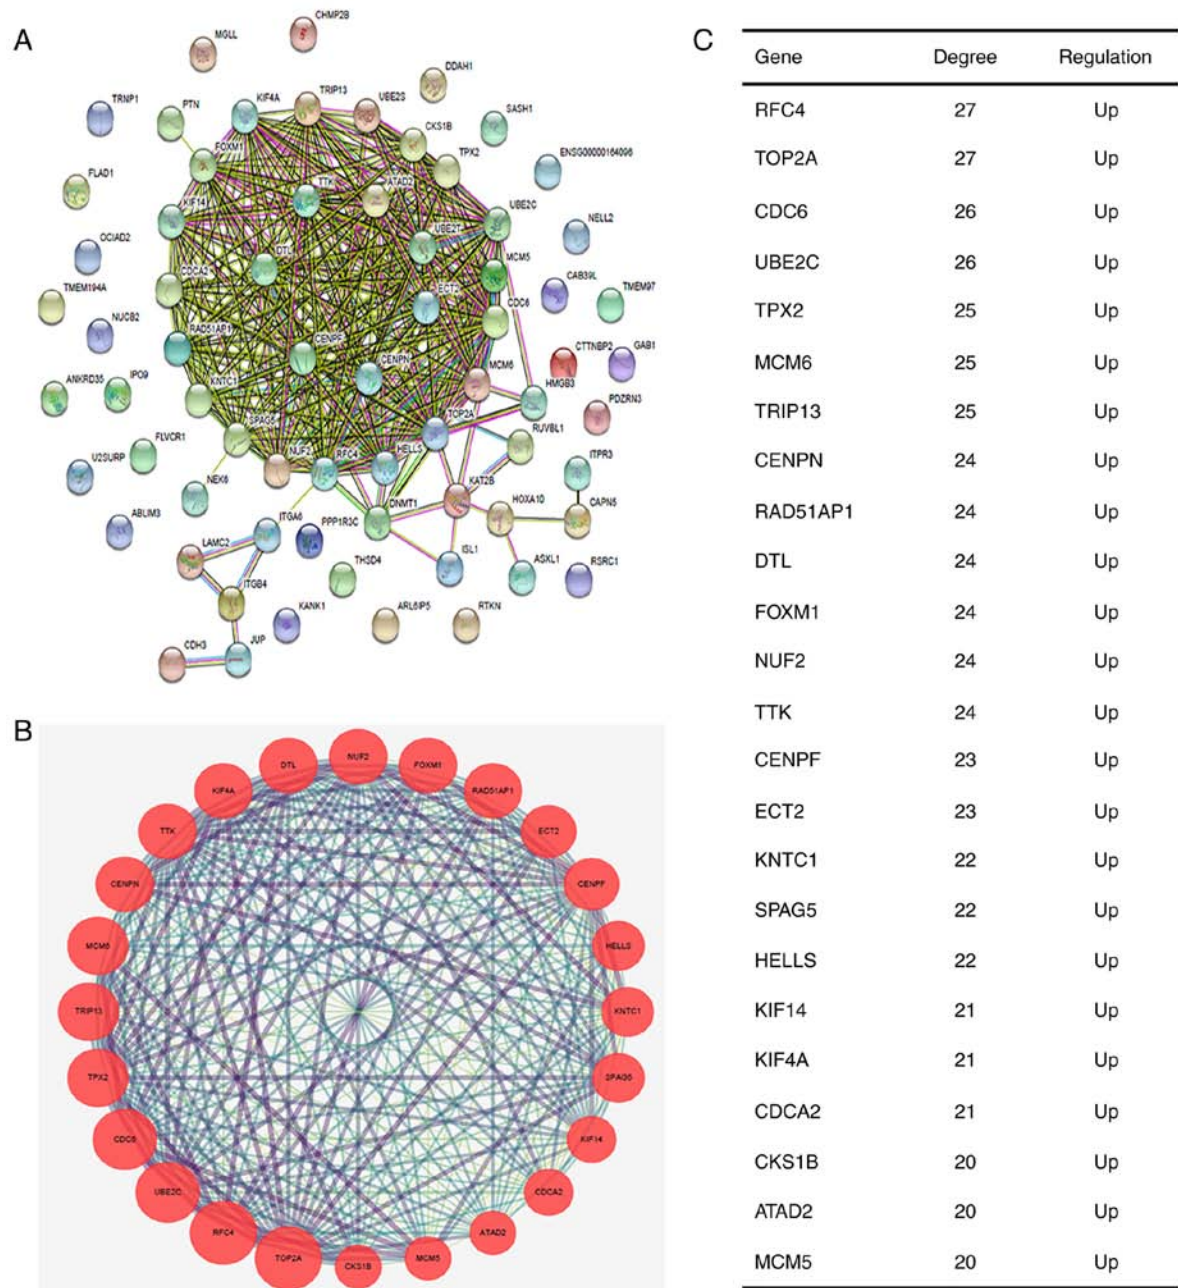 A
CHMP2B
MGLL
DDAH1
TRNP1
PTN
KIF4A
TRIP13
UBE2S
SASH1
CKS1B
FOXM1
TPX2
ENSG00000164096
FLAD1
TTK
ATAD2
KIF14
UBE2C
NELL2
UBE2T
OCIAD2
DTL
MCM5
CDCA2
ECT2
CAB39L
TMEM97
TMEM194A
CDC6
NUCB2
RAD51AP1
CENPF
CENPN
CTTNBP2
GAB1
MCM6
ANKRD35
IPO9
KNTC1
HMGB3
PDZRN3
SPAG5
TOP2A
FLVCR1
RUVBL1
NUF2
RFC4
HELLS
U2SURP
NEK6
ITPR3
KAT2B
HOXA10
CAPN5
ABLIM3
DNMT1
ITGA6
PPP1R3C
LAMC2
ISL1
THSD4
ASXL1
RSRC1
ITGB4
KANK1
ARL6IP5
RTKN
CDH3
JUP
B
NUF2
DTL
FOXM1
KIF4A
RAD51AP1
TTK
ECT2
CENPN
CENPF
MCM6
HELLS
TRIP13
KNTC1
TPX2
SPAG5
CDC6
KIF14
UBE2C
CDCA2
RFC4
ATAD2
TOP2A
CKS1B
MCM5
C
Gene Degree Regulation
RFC4 27 Up
TOP2A 27 Up
CDC6 26 Up
UBE2C 26 Up
TPX2 25 Up
MCM6 25 Up
TRIP13 25 Up
CENPN 24 Up
RAD51AP1 24 Up
DTL 24 Up
FOXM1 24 Up
NUF2 24 Up
TTK 24 Up
CENPF 23 Up
ECT2 23 Up
KNTC1 22 Up
SPAG5 22 Up
HELLS 22 Up
KIF14 21 Up
KIF4A 21 Up
CDCA2 21 Up
CKS1B 20 Up
ATAD2 20 Up
MCM5 20 Up